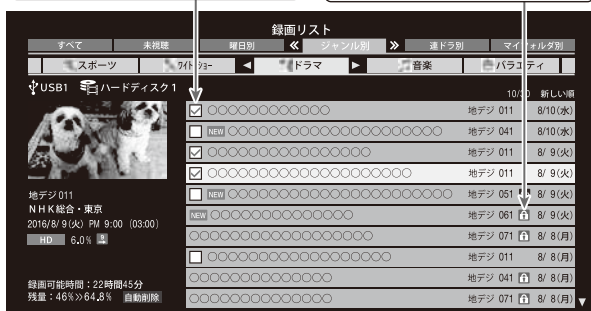 録画リスト
すべて 未視聴 曜日別 ≪ ジャンル別 ≫ 連ドラ別 マイフォルダ別
スポーツ ワイドショー ◀ ドラマ ▶ 音楽 バラエティ
USB1 ハードディスク1
10/30 新しい順
○○○○○○○○○○○○ 地デジ 011 8/10(水)
NEW ○○○○○○○○○○○○○○○○○○○○○ 地デジ 041 8/10(水)
○○○○○○○○○○○○○○○ 地デジ 011 8/ 9(火)
○○○○○○○○○○○○○○○○○○○ 地デジ 011 8/ 9(火)
NEW ○○○○○○○○○○○○○○○○○○○○○○ 地デジ 051 8/ 9(火)
NEW ○○○○○○○○○○○○○ 地デジ 061 8/ 9(火)
○○○○○○○○○○○○○○○○○ 地デジ 071 8/ 8(月)
○○○○○○○○○○○○○○○○○ 地デジ 011 8/ 8(月)
○○○○○○○○○○○○○ 地デジ 041 8/ 8(月)
○○○○○○○○○○○○○ 地デジ 071 8/ 8(月) ▼
地デジ011
NHK総合・東京
2016/8/ 9(火) PM 9:00 (03:00)
HD 6.0%
録画可能時間：22時間45分
残量：46%≫64.8% 自動削除